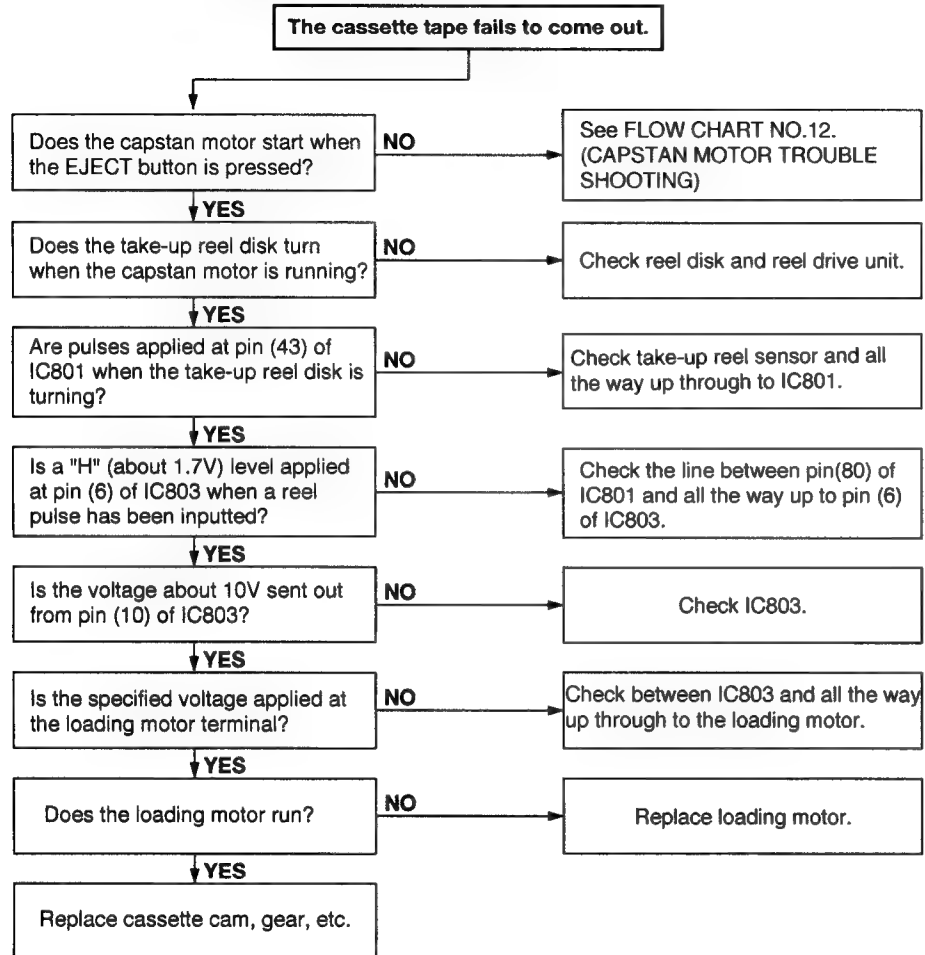 The cassette tape fails to come out.
Does the capstan motor start when
the EJECT button is pressed?
NO
See FLOW CHART NO.12.
(CAPSTAN MOTOR TROUBLE
SHOOTING)
YES
Does the take-up reel disk turn
when the capstan motor is running?
NO
Check reel disk and reel drive unit.
YES
Are pulses applied at pin (43) of
IC801 when the take-up reel disk is
turning?
NO
Check take-up reel sensor and all
the way up through to IC801.
YES
Is a "H" (about 1.7V) level applied
at pin (6) of IC803 when a reel
pulse has been inputted?
NO
Check the line between pin(80) of
IC801 and all the way up to pin (6)
of IC803.
YES
Is the voltage about 10V sent out
from pin (10) of IC803?
NO
Check IC803.
YES
Is the specified voltage applied at
the loading motor terminal?
NO
Check between IC803 and all the way
up through to the loading motor.
YES
Does the loading motor run?
NO
Replace loading motor.
YES
Replace cassette cam, gear, etc.